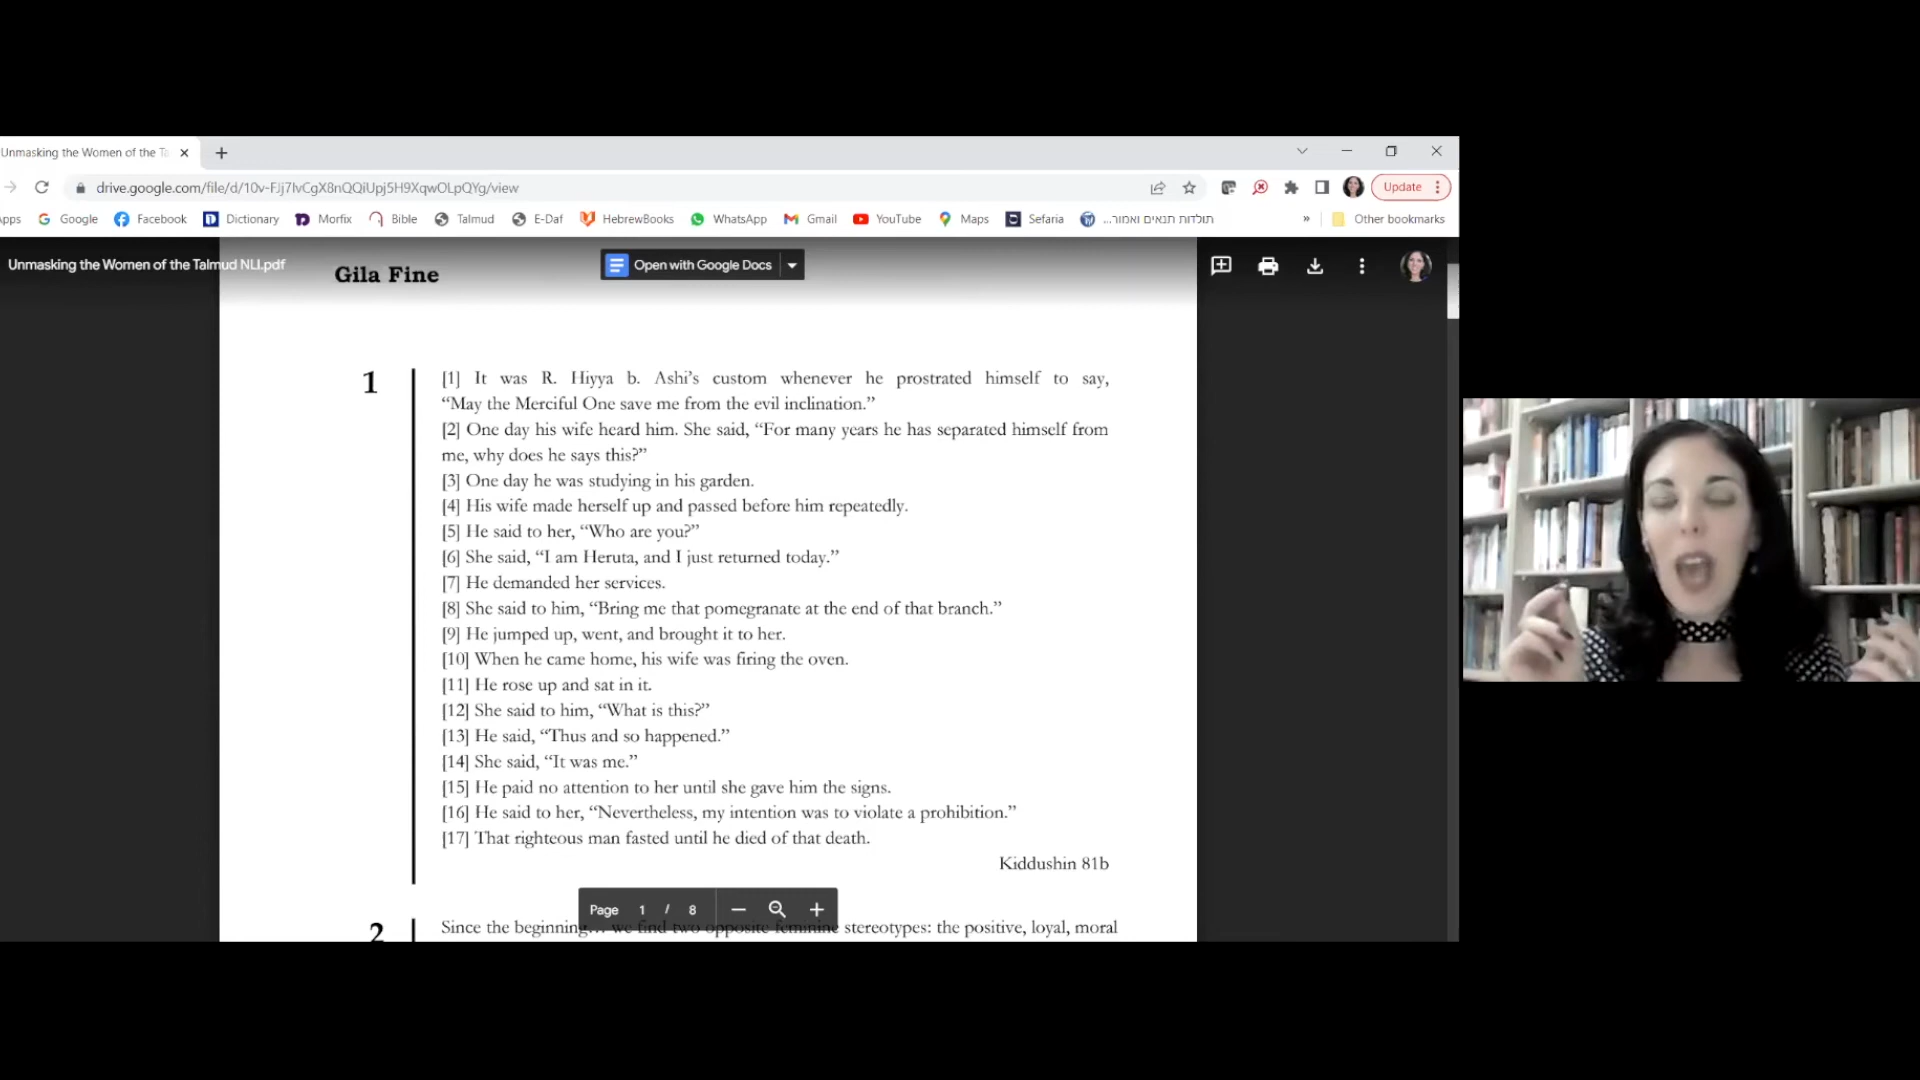 Unmasking the Women of the Ta
drive.google.com/file/d/10v-FJj7lvCgX8nQQiUpj5H9XqwOLpQYg/view
Update
pps Google Facebook Dictionary Morfix Bible Talmud E-Daf HebrewBooks WhatsApp Gmail YouTube Maps Sefaria תולדות תנאים ואמור... » Other bookmarks
Unmasking the Women of the Talmud NLI.pdf
Open with Google Docs
Gila Fine
1
[1] It was R. Hiyya b. Ashi’s custom whenever he prostrated himself to say,
“May the Merciful One save me from the evil inclination.”
[2] One day his wife heard him. She said, “For many years he has separated himself from
me, why does he says this?”
[3] One day he was studying in his garden.
[4] His wife made herself up and passed before him repeatedly.
[5] He said to her, “Who are you?”
[6] She said, “I am Heruta, and I just returned today.”
[7] He demanded her services.
[8] She said to him, “Bring me that pomegranate at the end of that branch.”
[9] He jumped up, went, and brought it to her.
[10] When he came home, his wife was firing the oven.
[11] He rose up and sat in it.
[12] She said to him, “What is this?”
[13] He said, “Thus and so happened.”
[14] She said, “It was me.”
[15] He paid no attention to her until she gave him the signs.
[16] He said to her, “Nevertheless, my intention was to violate a prohibition.”
[17] That righteous man fasted until he died of that death.
Kiddushin 81b
Page 1 / 8
2
Since the beginning... we find two opposite feminine stereotypes: the positive, loyal, moral